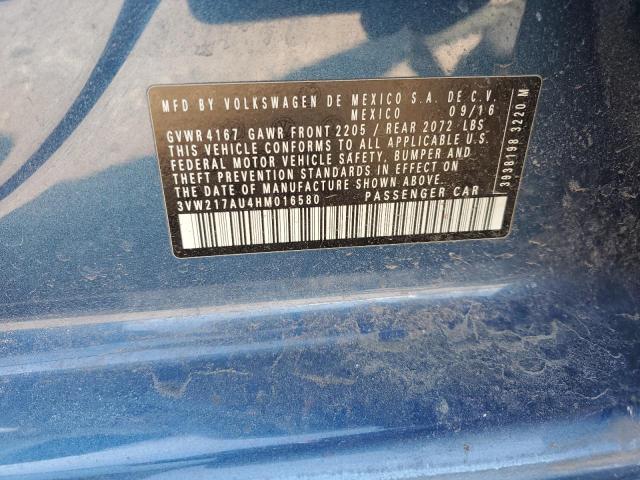 MFD BY VOLKSWAGEN DE MEXICO S.A. DE C.V.
MEXICO 09/16
GVWR 4167 GAWR FRONT 2205 / REAR 2072 LBS
THIS VEHICLE CONFORMS TO ALL APPLICABLE U.S.
FEDERAL MOTOR VEHICLE SAFETY, BUMPER AND
THEFT PREVENTION STANDARDS IN EFFECT ON
THE DATE OF MANUFACTURE SHOWN ABOVE.
3VW217AU4HM016580 PASSENGER CAR
3938198 3220 M